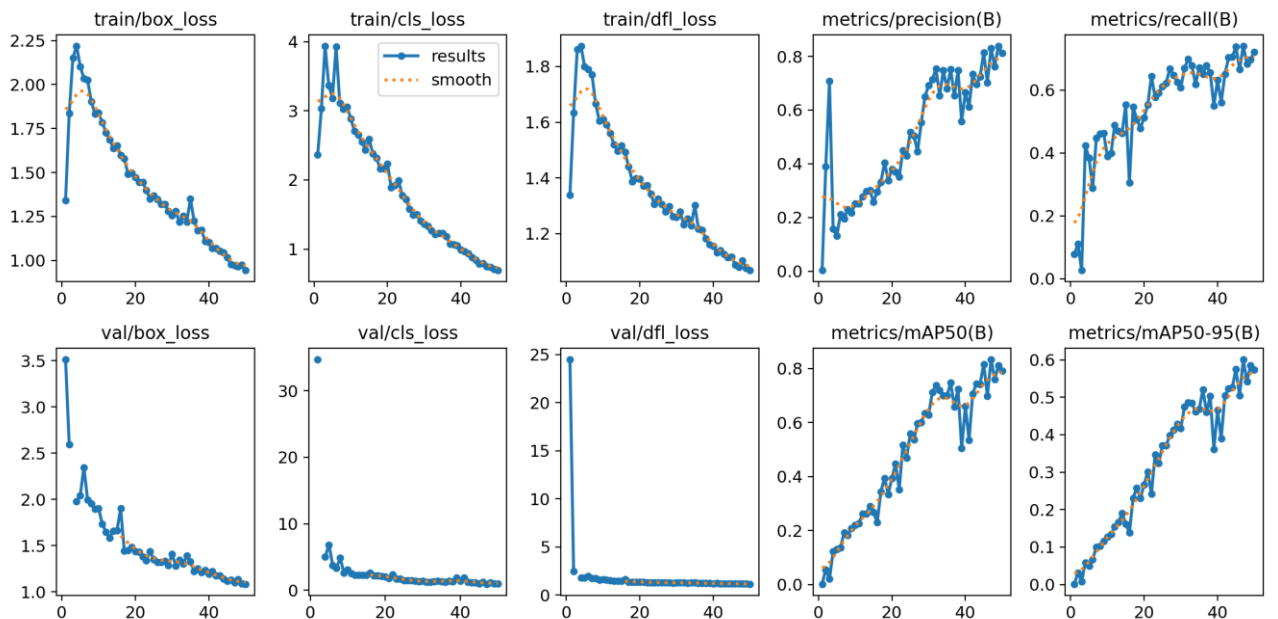 train/box_loss
2.25
2.00
1.75
1.50
1.25
1.00
0 20 40
train/cls_loss
results
smooth
4
3
2
1
0 20 40
train/dfl_loss
1.8
1.6
1.4
1.2
0 20 40
metrics/precision(B)
0.8
0.6
0.4
0.2
0.0
0 20 40
metrics/recall(B)
0.6
0.4
0.2
0.0
0 20 40
val/box_loss
3.5
3.0
2.5
2.0
1.5
1.0
0 20 40
val/cls_loss
30
20
10
0
0 20 40
val/dfl_loss
25
20
15
10
5
0
0 20 40
metrics/mAP50(B)
0.8
0.6
0.4
0.2
0.0
0 20 40
metrics/mAP50-95(B)
0.6
0.5
0.4
0.3
0.2
0.1
0.0
0 20 40